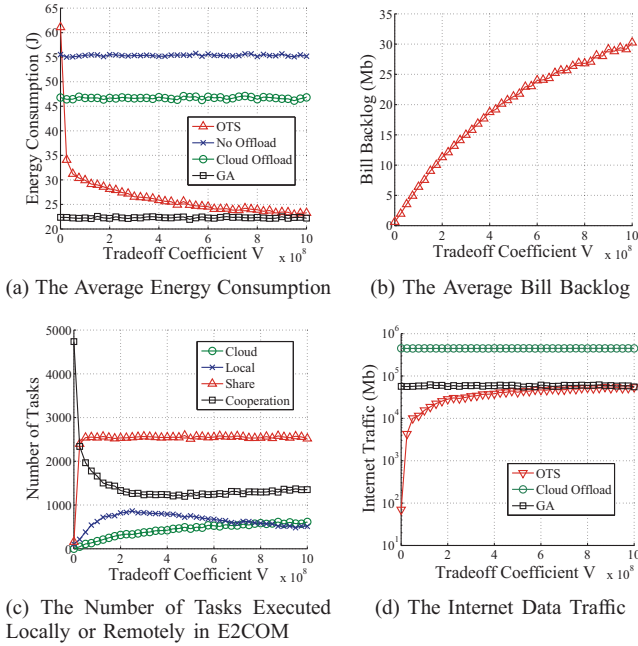 65
60
55
50
45
40
35
30
25
20
Energy Consumption (J)
OTS
No Offload
Cloud Offload
GA
0 2 4 6 8 10
Tradeoff Coefficient V x 10^8
(a) The Average Energy Consumption
35
30
25
20
15
10
5
0
Bill Backlog (Mb)
0 2 4 6 8 10
Tradeoff Coefficient V x 10^8
(b) The Average Bill Backlog
5000
4000
3000
2000
1000
0
Number of Tasks
Cloud
Local
Share
Cooperation
0 2 4 6 8 10
Tradeoff Coefficient V x 10^8
(c) The Number of Tasks Executed
Locally or Remotely in E2COM
10^6
10^5
10^4
10^3
10^2
10^1
Internet Traffic (Mb)
OTS
Cloud Offload
GA
0 2 4 6 8 10
Tradeoff Coefficient V x 10^8
(d) The Internet Data Traffic